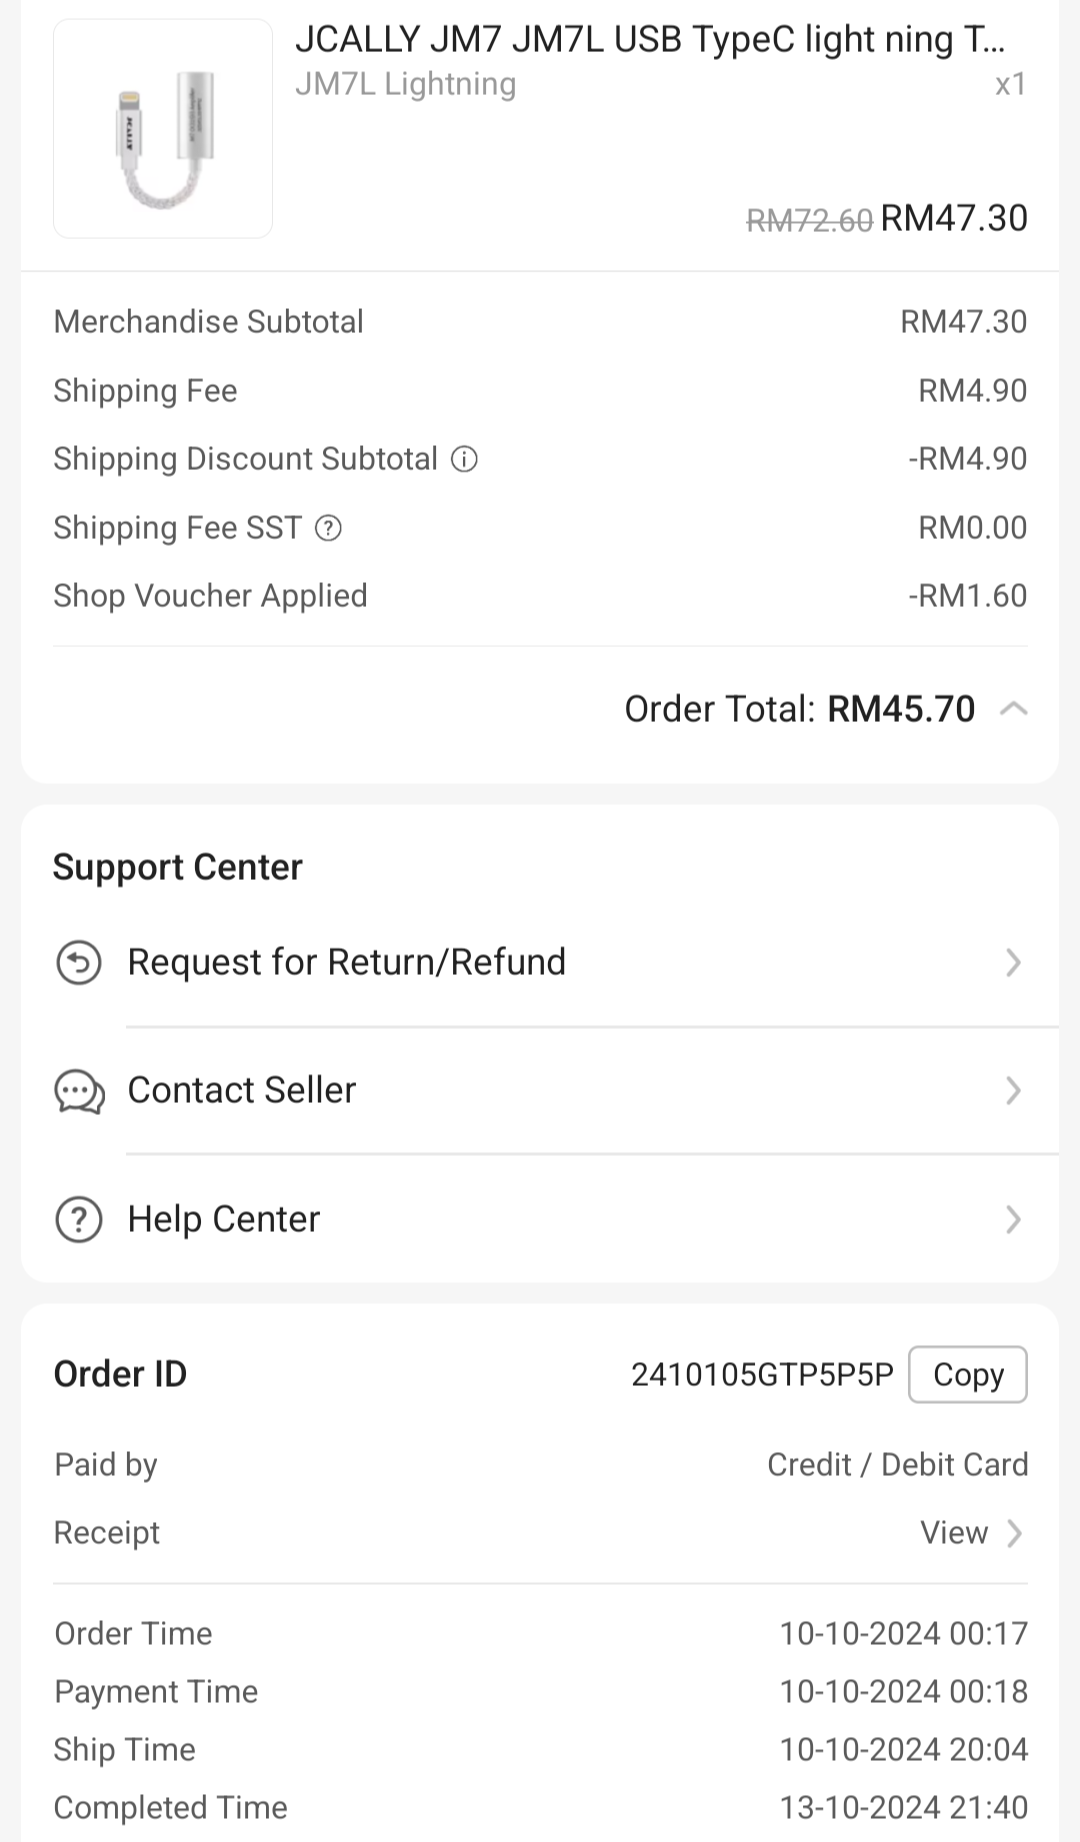 JCALLY JM7 JM7L USB TypeC light ning T...
JM7L Lightning x1
JCALLY
RM72.60 RM47.30
Merchandise Subtotal RM47.30
Shipping Fee RM4.90
Shipping Discount Subtotal -RM4.90
Shipping Fee SST RM0.00
Shop Voucher Applied -RM1.60
Order Total: RM45.70
Support Center
Request for Return/Refund
Contact Seller
Help Center
Order ID 2410105GTP5P5P Copy
Paid by Credit / Debit Card
Receipt View
Order Time 10-10-2024 00:17
Payment Time 10-10-2024 00:18
Ship Time 10-10-2024 20:04
Completed Time 13-10-2024 21:40